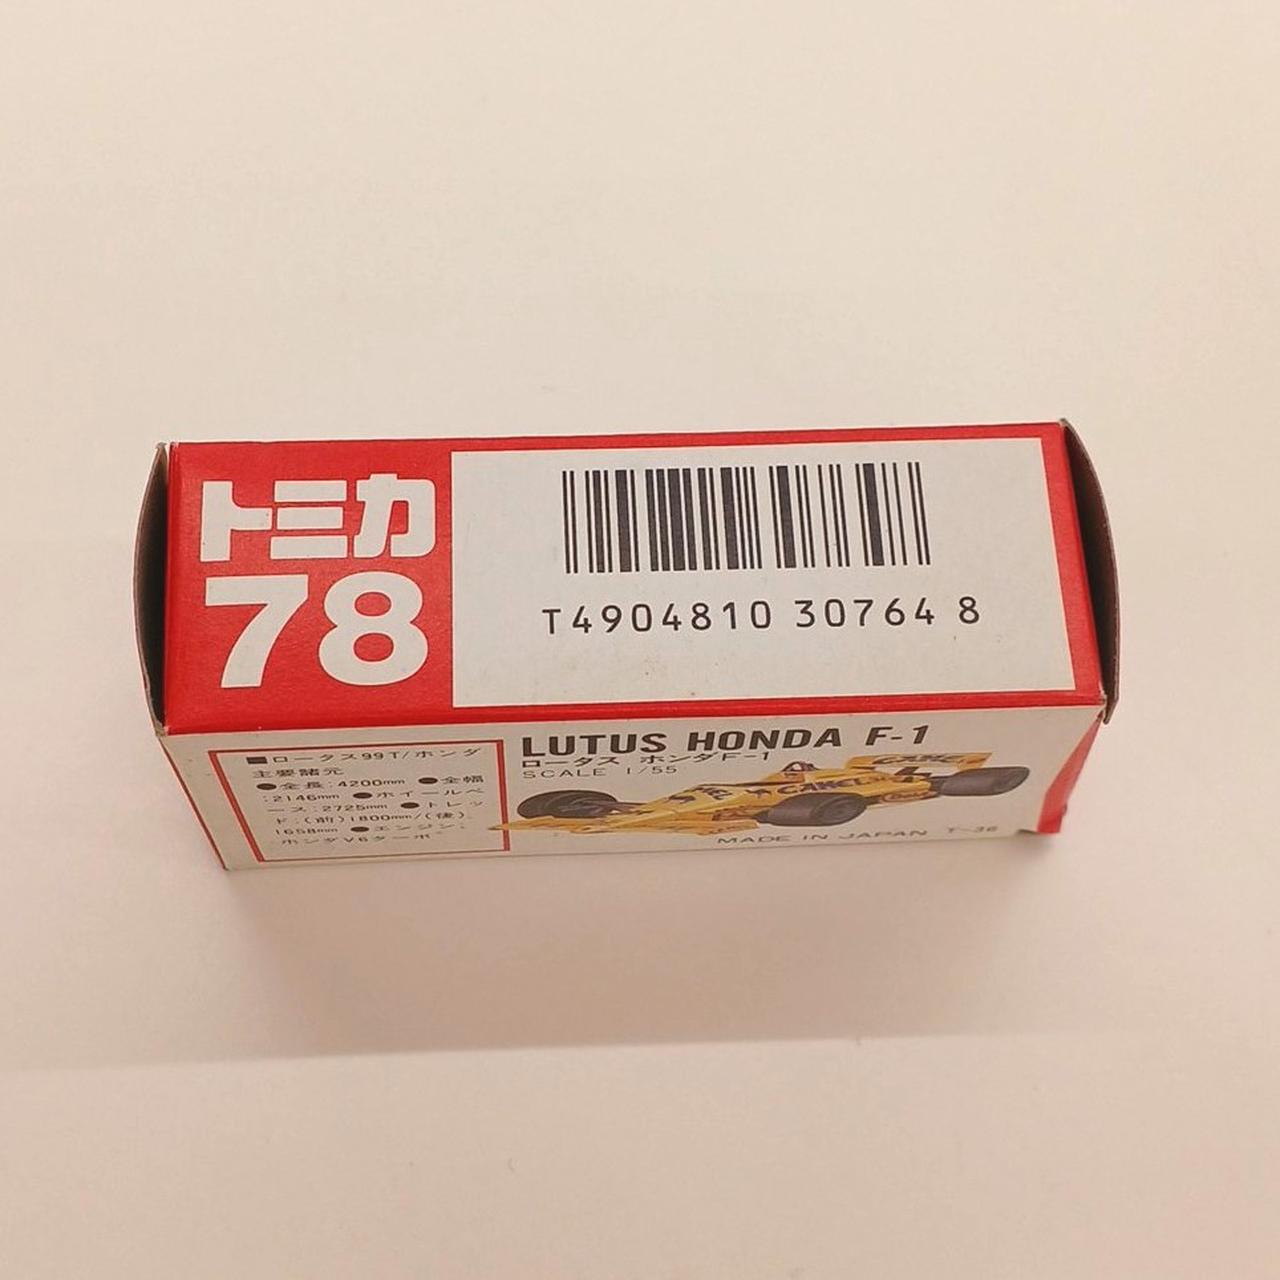 トミカ
78
T4904810 30764 8
LUTUS HONDA F-1
ロータス ホンダF-1
SCALE 1/55
■ロータス99T/ホンダ
主要諸元
●全長:4200mm ●全幅
:2146mm ●ホイールベ
ース:2725mm ●トレッ
ド:(前)1800mm/(後)
1658mm ●エンジン:
ホンダV6ターボ
CAMEL
MADE IN JAPAN T-36